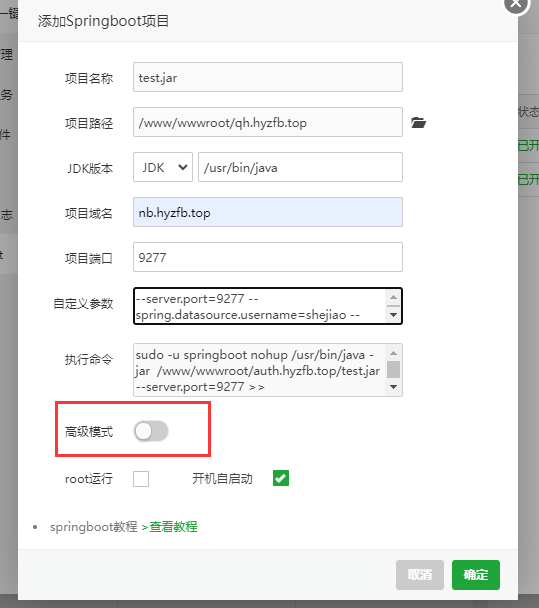 一键
添加Springboot项目
理
项目名称 test.jar
务
项目路径 /www/wwwroot/qh.hyzfb.top
状态
件
已开
JDK版本 JDK /usr/bin/java
已开
志
项目域名 nb.hyzfb.top
t
项目端口 9277
自定义参数 --server.port=9277 --
spring.datasource.username=shejiao --
执行命令 sudo -u springboot nohup /usr/bin/java -
jar /www/wwwroot/auth.hyzfb.top/test.jar
--server.port=9277 >>
高级模式
root运行 开机自启动
springboot教程 >查看教程
取消 确定